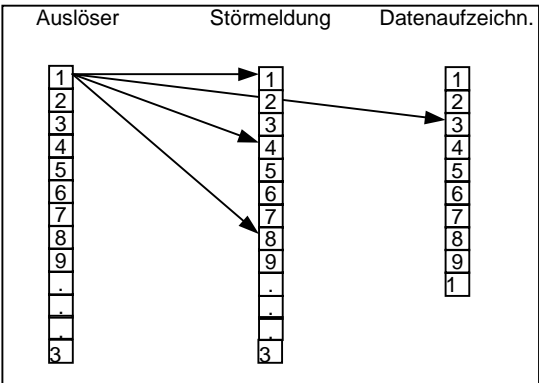 Auslöser Störmeldung Datenaufzeichn.
1 1 1
2 2 2
3 3 3
4 4 4
5 5 5
6 6 6
7 7 7
8 8 8
9 9 9
. . 1
. .
. .
3 3